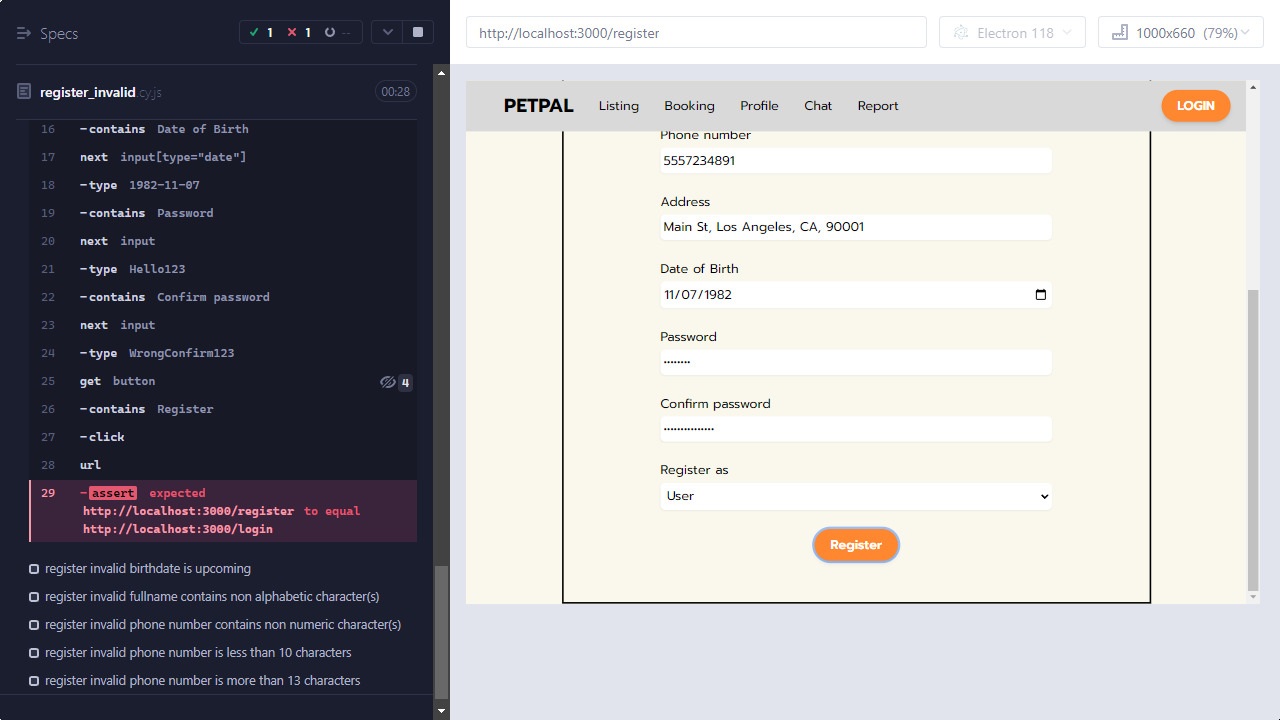 Specs
1
1
--
register_invalid.cy.js
00:28
16 -contains Date of Birth
17 next input[type="date"]
18 -type 1982-11-07
19 -contains Password
20 next input
21 -type Hello123
22 -contains Confirm password
23 next input
24 -type WrongConfirm123
25 get button 4
26 -contains Register
27 -click
28 url
29 -assert expected
http://localhost:3000/register to equal
http://localhost:3000/login
register invalid birthdate is upcoming
register invalid fullname contains non alphabetic character(s)
register invalid phone number contains non numeric character(s)
register invalid phone number is less than 10 characters
register invalid phone number is more than 13 characters
http://localhost:3000/register
Electron 118
1000x660 (79%)
PETPAL Listing Booking Profile Chat Report LOGIN
Phone number
5557234891
Address
Main St, Los Angeles, CA, 90001
Date of Birth
11/07/1982
Password
••••••••
Confirm password
•••••••••••••••
Register as
User
Register